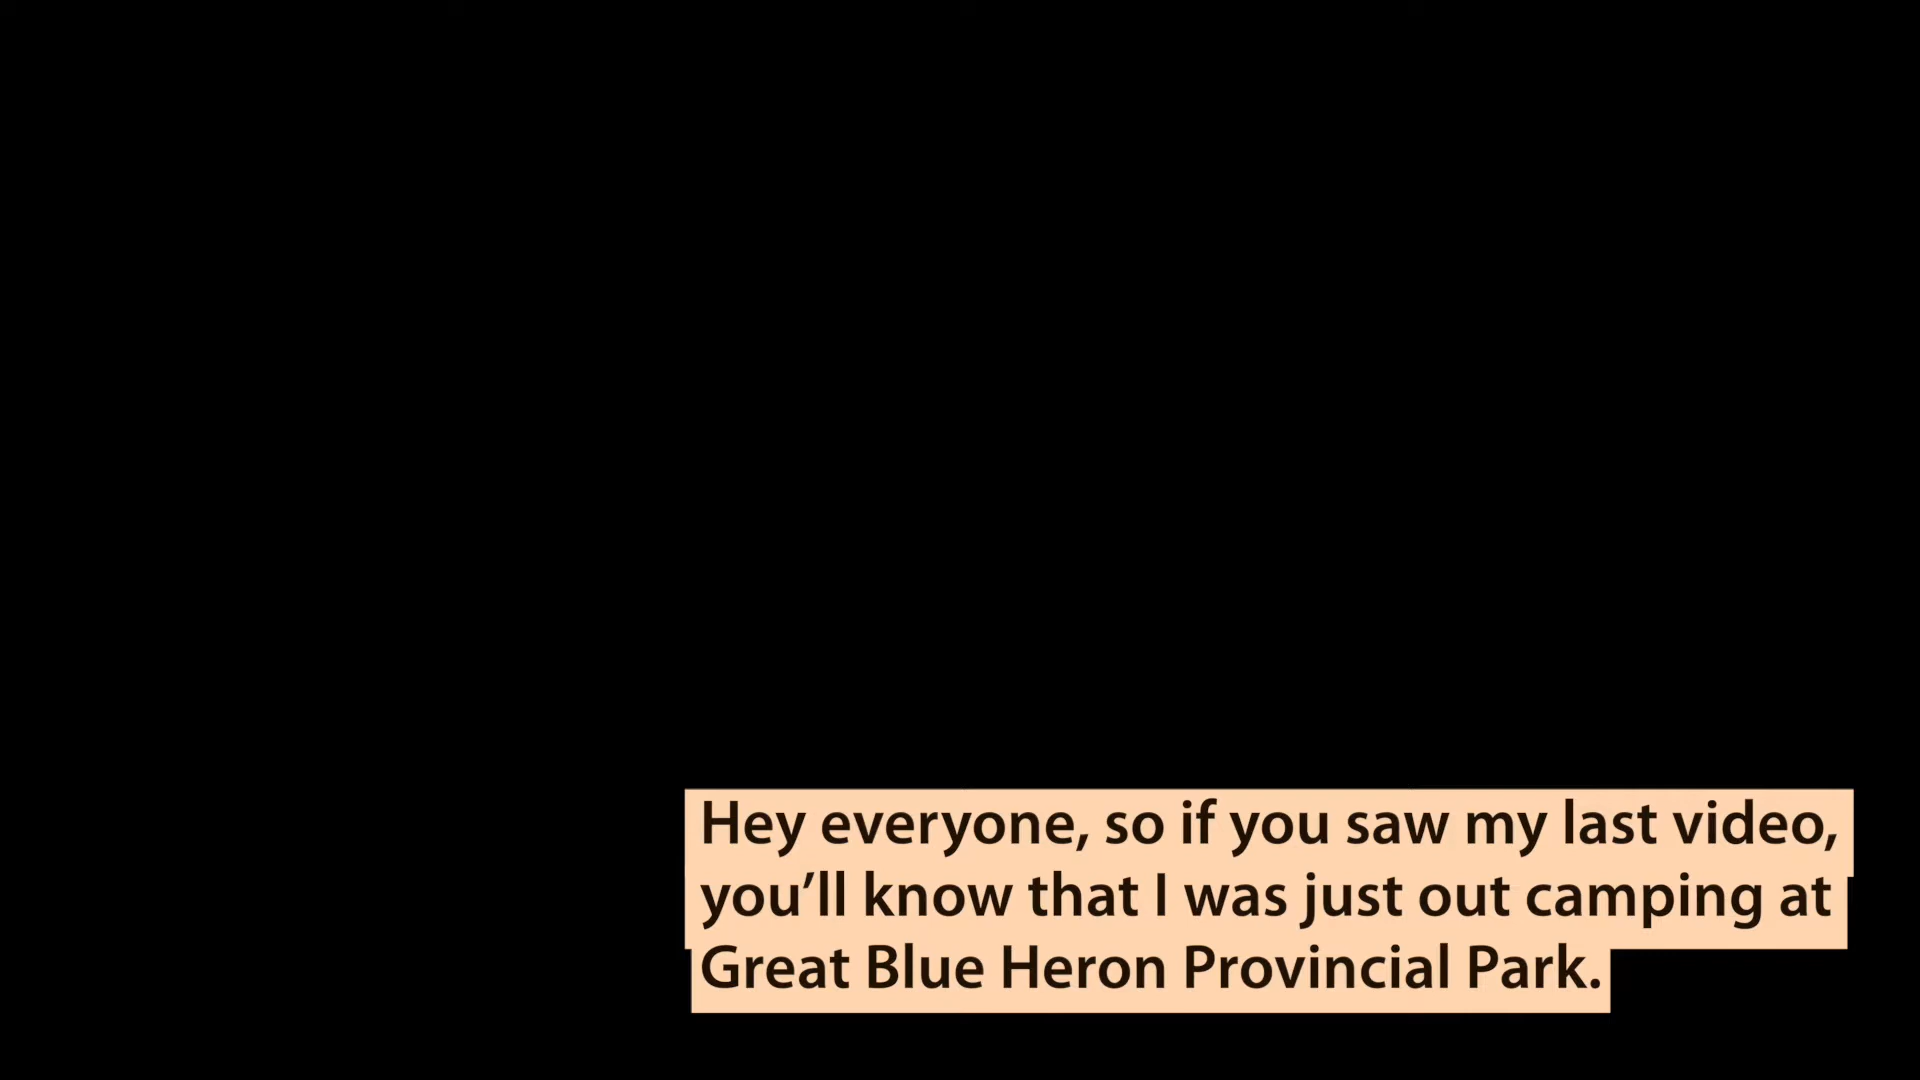 Hey everyone, so if you saw my last video,
you’ll know that I was just out camping at
Great Blue Heron Provincial Park.